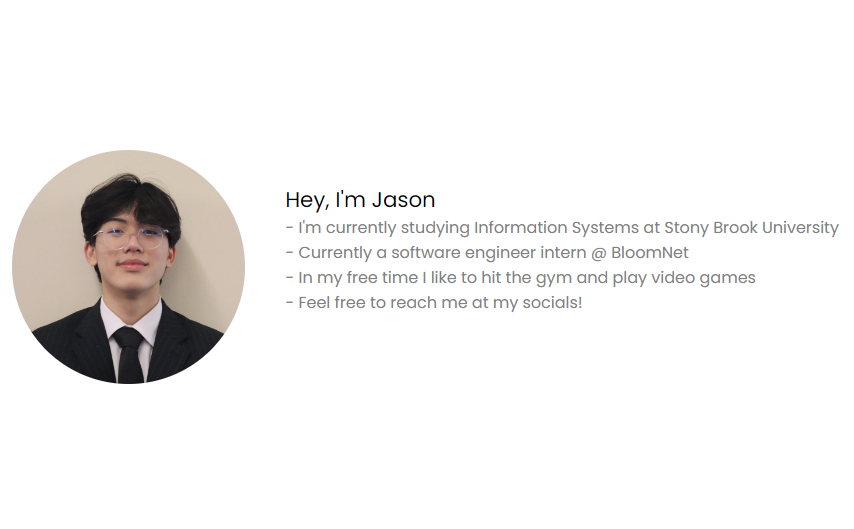 Hey, I'm Jason
- I'm currently studying Information Systems at Stony Brook University
- Currently a software engineer intern @ BloomNet
- In my free time I like to hit the gym and play video games
- Feel free to reach me at my socials!